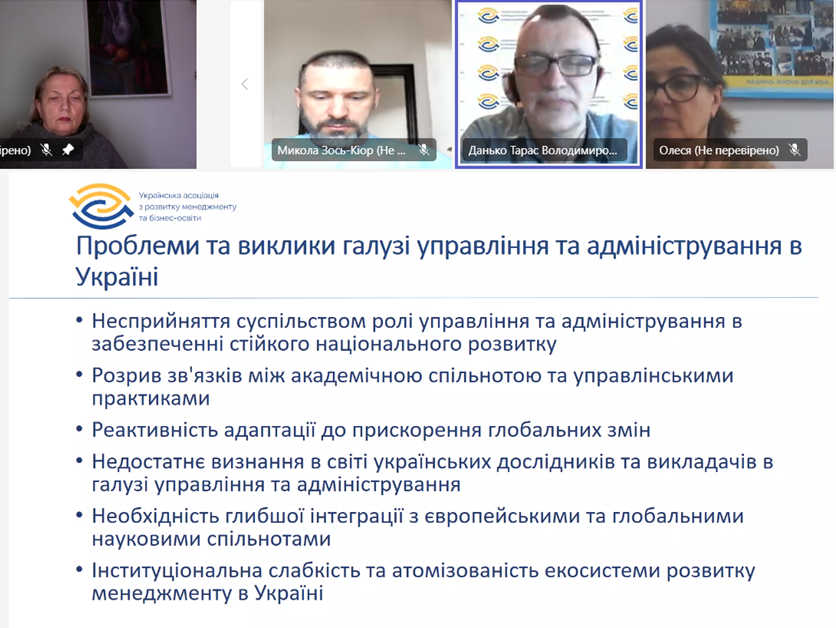 ірено)
Микола Зось-Кіор (Не ...
Данько Тарас Володимиро...
Олеся (Не перевірено)
Українська асоціація
з розвитку менеджменту
та бізнес-освіти
Проблеми та виклики галузі управління та адміністрування в
Україні
• Несприйняття суспільством ролі управління та адміністрування в
забезпеченні стійкого національного розвитку
• Розрив зв'язків між академічною спільнотою та управлінськими
практиками
• Реактивність адаптації до прискорення глобальних змін
• Недостатнє визнання в світі українських дослідників та викладачів в
галузі управління та адміністрування
• Необхідність глибшої інтеграції з європейськими та глобальними
науковими спільнотами
• Інституціональна слабкість та атомізованість екосистеми розвитку
менеджменту в Україні